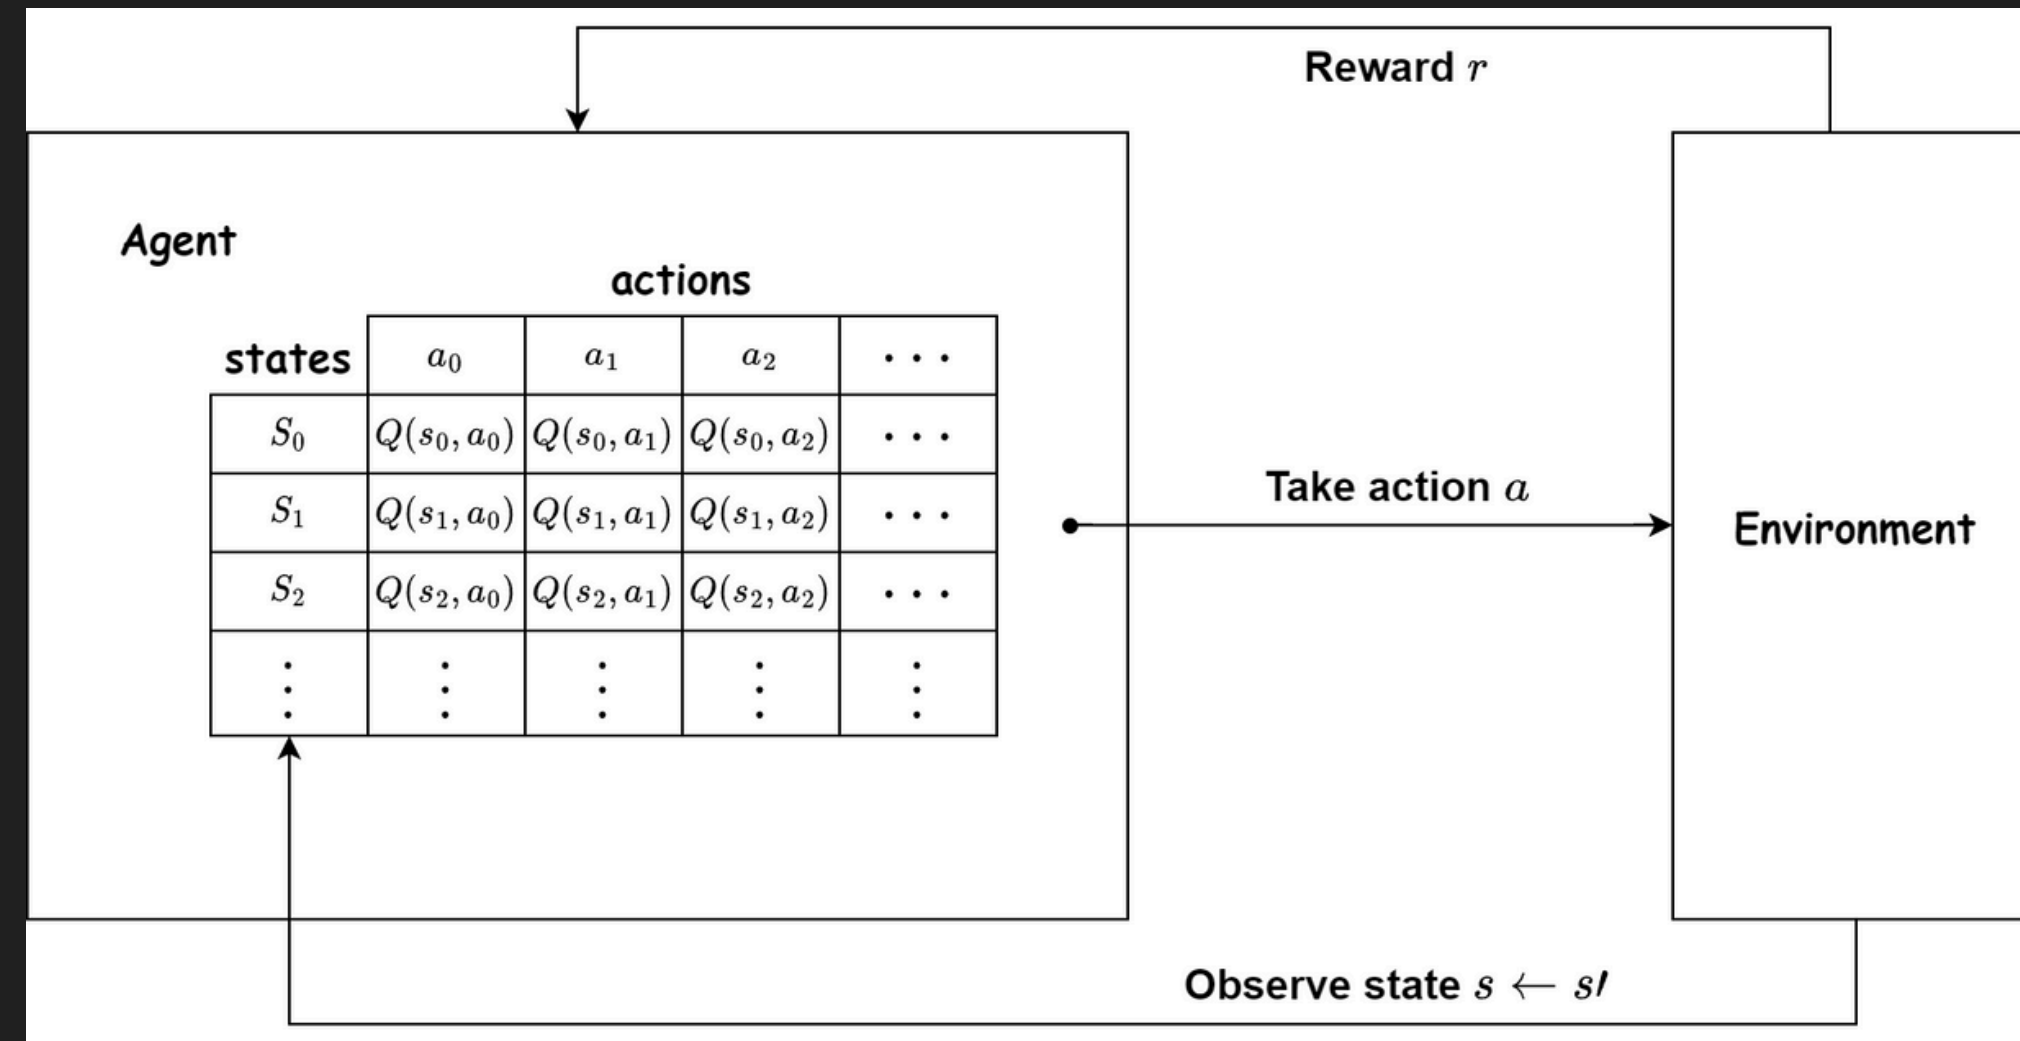 Reward r
Agent
actions
states a₀ a₁ a₂ ···
S₀ Q(s₀, a₀) Q(s₀, a₁) Q(s₀, a₂) ···
S₁ Q(s₁, a₀) Q(s₁, a₁) Q(s₁, a₂) ···
S₂ Q(s₂, a₀) Q(s₂, a₁) Q(s₂, a₂) ···
⋮ ⋮ ⋮ ⋮ ⋮
Take action a
Environment
Observe state s ← s′